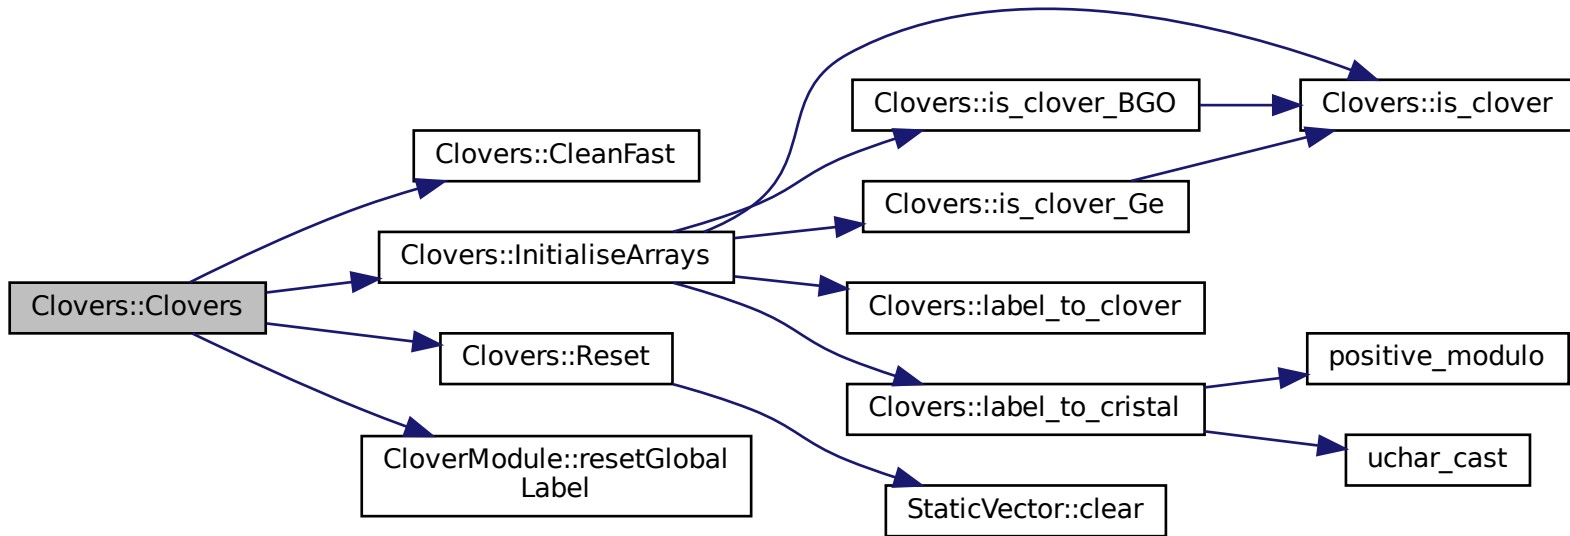 Clovers::Clovers
Clovers::CleanFast
Clovers::InitialiseArrays
Clovers::Reset
CloverModule::resetGlobal
Label
Clovers::is_clover_BGO
Clovers::is_clover_Ge
Clovers::label_to_clover
Clovers::label_to_cristal
StaticVector::clear
Clovers::is_clover
positive_modulo
uchar_cast